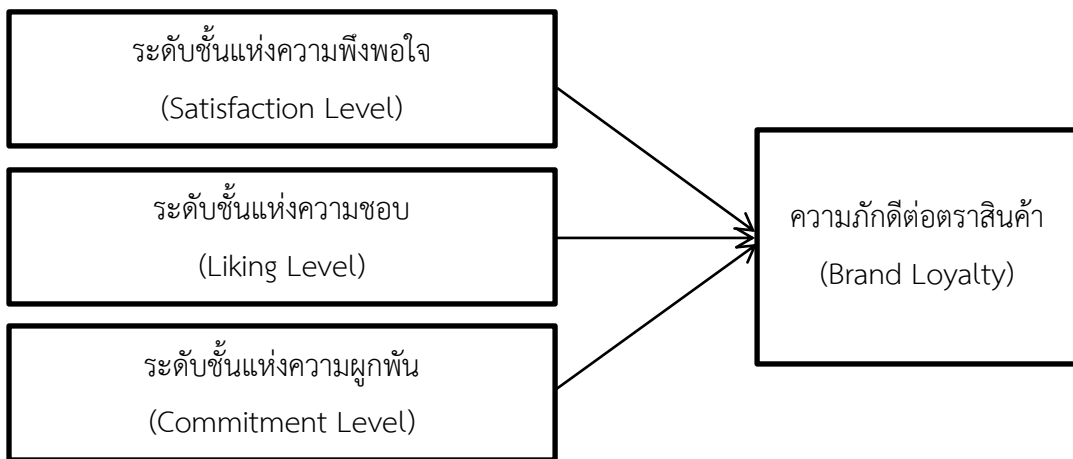 ระดับชั้นแห่งความพึงพอใจ
(Satisfaction Level)
ระดับชั้นแห่งความชอบ
(Liking Level)
ระดับชั้นแห่งความผูกพัน
(Commitment Level)
ความภักดีต่อตราสินค้า
(Brand Loyalty)